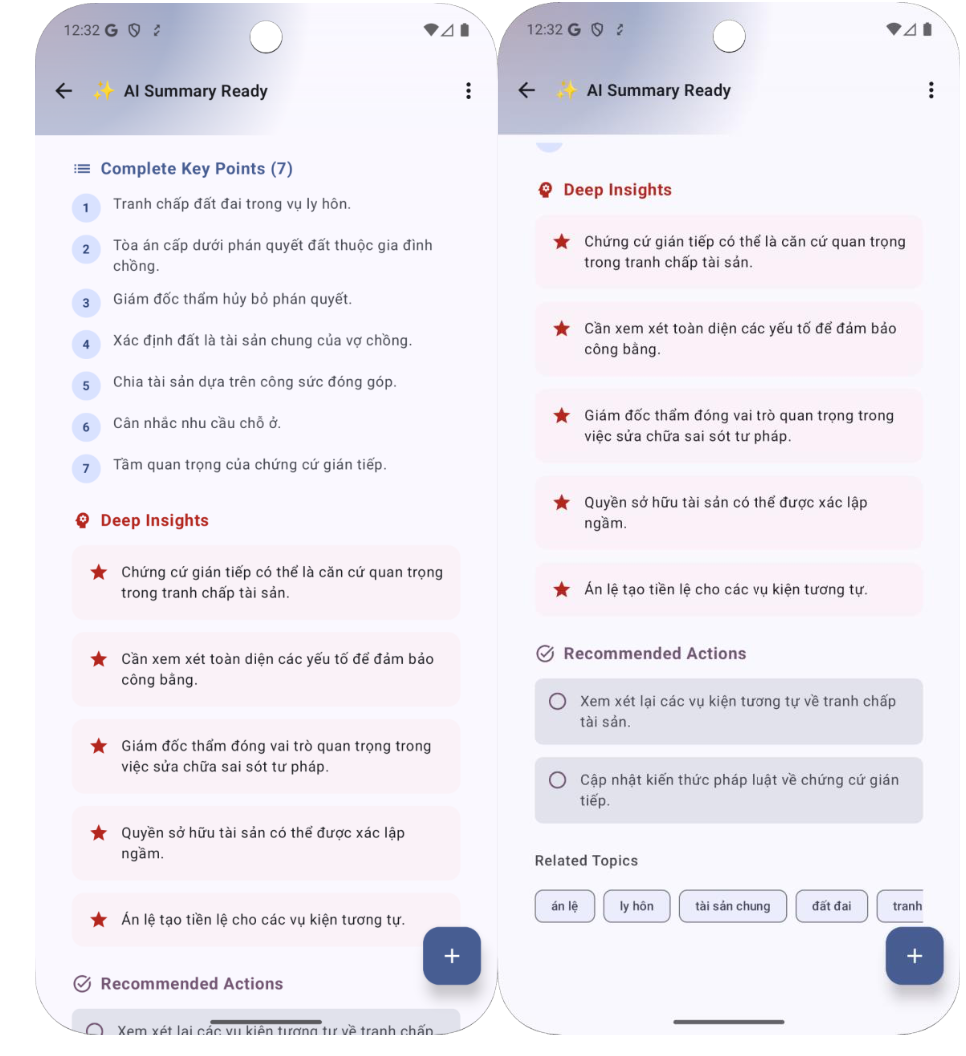 12:32
AI Summary Ready
Complete Key Points (7)
1 Tranh chấp đất đai trong vụ ly hôn.
2 Tòa án cấp dưới phán quyết đất thuộc gia đình
chồng.
3 Giám đốc thẩm hủy bỏ phán quyết.
4 Xác định đất là tài sản chung của vợ chồng.
5 Chia tài sản dựa trên công sức đóng góp.
6 Cân nhắc nhu cầu chỗ ở.
7 Tầm quan trọng của chứng cứ gián tiếp.
Deep Insights
Chứng cứ gián tiếp có thể là căn cứ quan trọng
trong tranh chấp tài sản.
Cần xem xét toàn diện các yếu tố để đảm bảo
công bằng.
Giám đốc thẩm đóng vai trò quan trọng trong
việc sửa chữa sai sót tư pháp.
Quyền sở hữu tài sản có thể được xác lập
ngầm.
Án lệ tạo tiền lệ cho các vụ kiện tương tự.
Recommended Actions
Xem xét lại các vụ kiện tương tự về tranh chấp
12:32
AI Summary Ready
Deep Insights
Chứng cứ gián tiếp có thể là căn cứ quan trọng
trong tranh chấp tài sản.
Cần xem xét toàn diện các yếu tố để đảm bảo
công bằng.
Giám đốc thẩm đóng vai trò quan trọng trong
việc sửa chữa sai sót tư pháp.
Quyền sở hữu tài sản có thể được xác lập
ngầm.
Án lệ tạo tiền lệ cho các vụ kiện tương tự.
Recommended Actions
Xem xét lại các vụ kiện tương tự về tranh chấp
tài sản.
Cập nhật kiến thức pháp luật về chứng cứ gián
tiếp.
Related Topics
án lệ
ly hôn
tài sản chung
đất đai
tranh